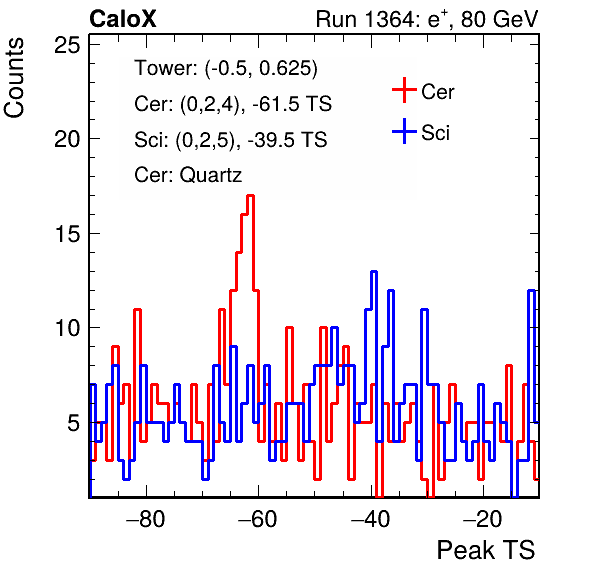 CaloX Run 1364: e⁺, 80 GeV
Counts
25
20
15
10
5
Tower: (-0.5, 0.625)
Cer: (0,2,4), -61.5 TS
Sci: (0,2,5), -39.5 TS
Cer: Quartz
Cer
Sci
−80 −60 −40 −20
Peak TS